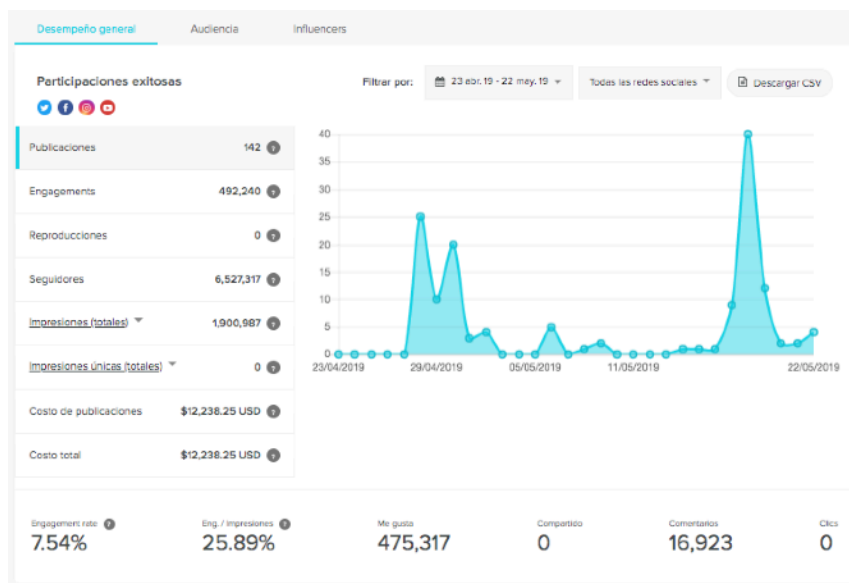 Desempeño general Audiencia Influencers
Participaciones exitosas
Filtrar por: 23 abr. 19 - 22 may. 19 Todas las redes sociales Descargar CSV
Publicaciones 142
Engagements 492,240
Reproducciones 0
Seguidores 6,527,317
Impresiones (totales) 1,900,987
Impresiones únicas (totales) 0
Costo de publicaciones $12,238.25 USD
Costo total $12,238.25 USD
40
35
30
25
20
15
10
5
0
23/04/2019 29/04/2019 05/05/2019 11/05/2019 22/05/2019
Engagement rate Eng. / Impresiones Me gusta Compartido Comentarios Clics
7.54% 25.89% 475,317 0 16,923 0